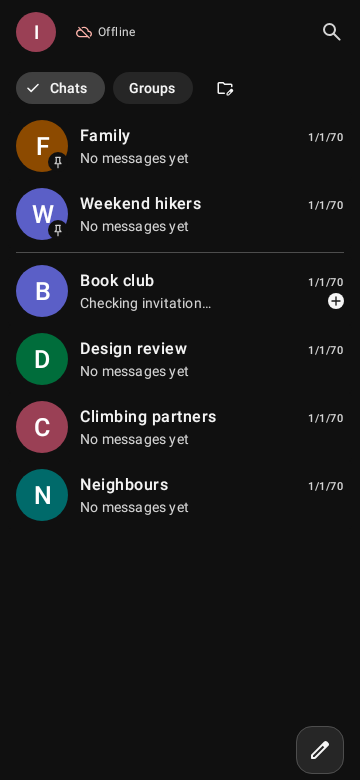 I
Offline
Chats
Groups
F
Family
1/1/70
No messages yet
W
Weekend hikers
1/1/70
No messages yet
B
Book club
1/1/70
Checking invitation…
D
Design review
1/1/70
No messages yet
C
Climbing partners
1/1/70
No messages yet
N
Neighbours
1/1/70
No messages yet